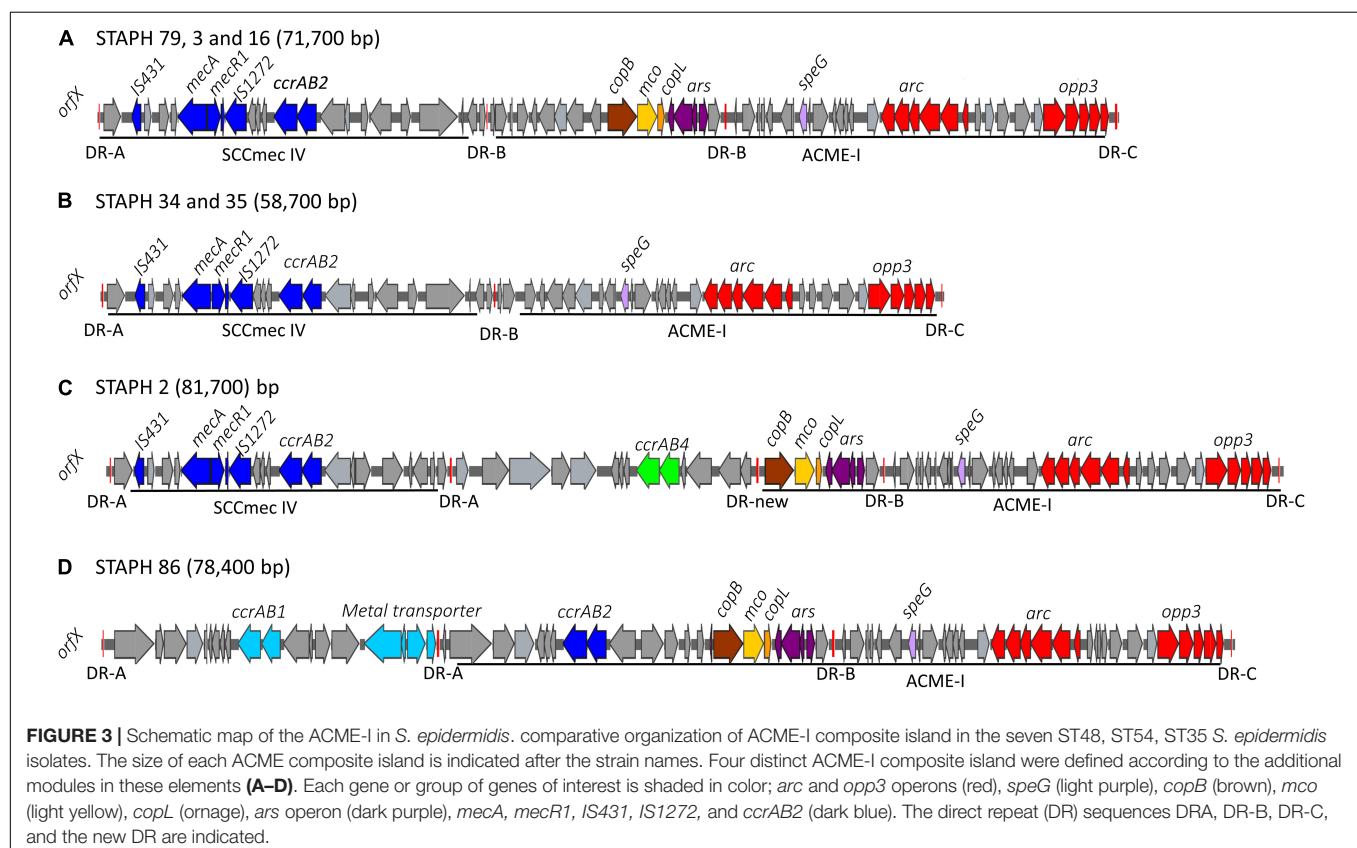 A STAPH 79, 3 and 16 (71,700 bp)
orfX IS431 mecA mecR1 IS1272 ccrAB2 copB mco copL ars speG arc opp3
DR-A SCCmec IV DR-B DR-B ACME-I DR-C
B STAPH 34 and 35 (58,700 bp)
orfX IS431 mecA mecR1 IS1272 ccrAB2 speG arc opp3
DR-A SCCmec IV DR-B ACME-I DR-C
C STAPH 2 (81,700) bp
orfX IS431 mecA mecR1 IS1272 ccrAB2 ccrAB4 copB mco copL ars speG arc opp3
DR-A SCCmec IV DR-A DR-new DR-B ACME-I DR-C
D STAPH 86 (78,400 bp)
orfX ccrAB1 Metal transporter ccrAB2 copB mco copL ars speG arc opp3
DR-A DR-A DR-B ACME-I DR-C
FIGURE 3 | Schematic map of the ACME-I in S. epidermidis. comparative organization of ACME-I composite island in the seven ST48, ST54, ST35 S. epidermidis
isolates. The size of each ACME composite island is indicated after the strain names. Four distinct ACME-I composite island were defined according to the additional
modules in these elements (A–D). Each gene or group of genes of interest is shaded in color; arc and opp3 operons (red), speG (light purple), copB (brown), mco
(light yellow), copL (ornage), ars operon (dark purple), mecA, mecR1, IS431, IS1272, and ccrAB2 (dark blue). The direct repeat (DR) sequences DRA, DR-B, DR-C,
and the new DR are indicated.